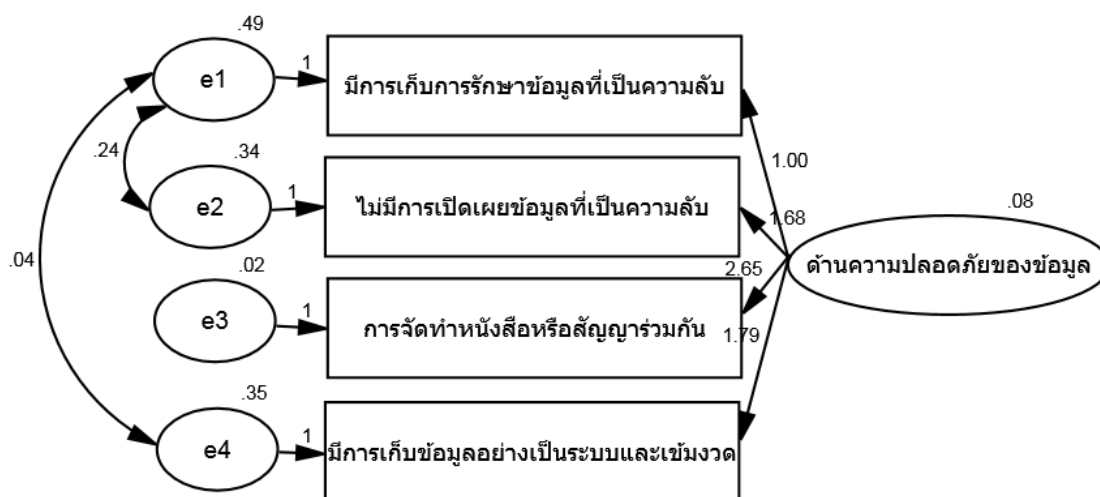 .49
e1
1
มีการเก็บการรักษาข้อมูลที่เป็นความลับ
.24
1.00
.34
e2
1
ไม่มีการเปิดเผยข้อมูลที่เป็นความลับ
1.68
.08
ด้านความปลอดภัยของข้อมูล
.04
.02
e3
1
การจัดทำหนังสือหรือสัญญาร่วมกัน
2.65
1.79
.35
e4
1
มีการเก็บข้อมูลอย่างเป็นระบบและเข้มงวด